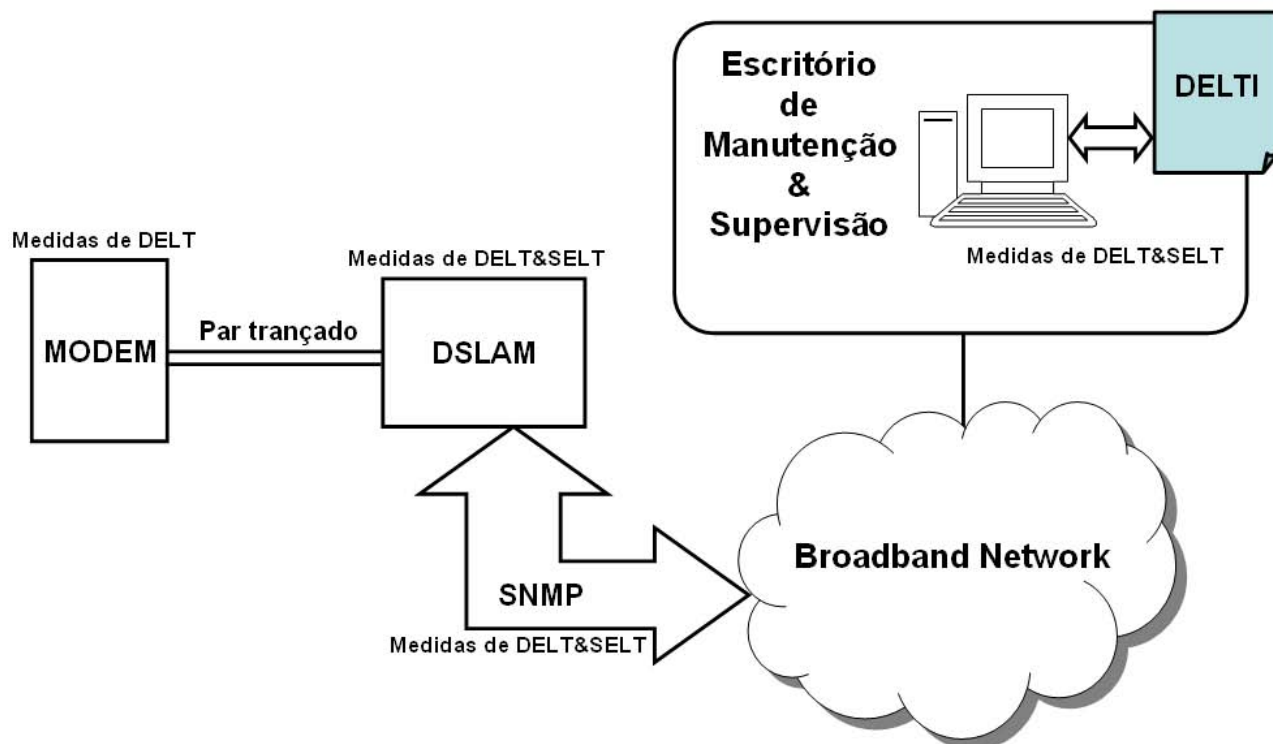 Escritório
de
Manutenção
&
Supervisão
DELTI
Medidas de DELT&SELT
Medidas de DELT
MODEM
Par trançado
Medidas de DELT&SELT
DSLAM
SNMP
Medidas de DELT&SELT
Broadband Network